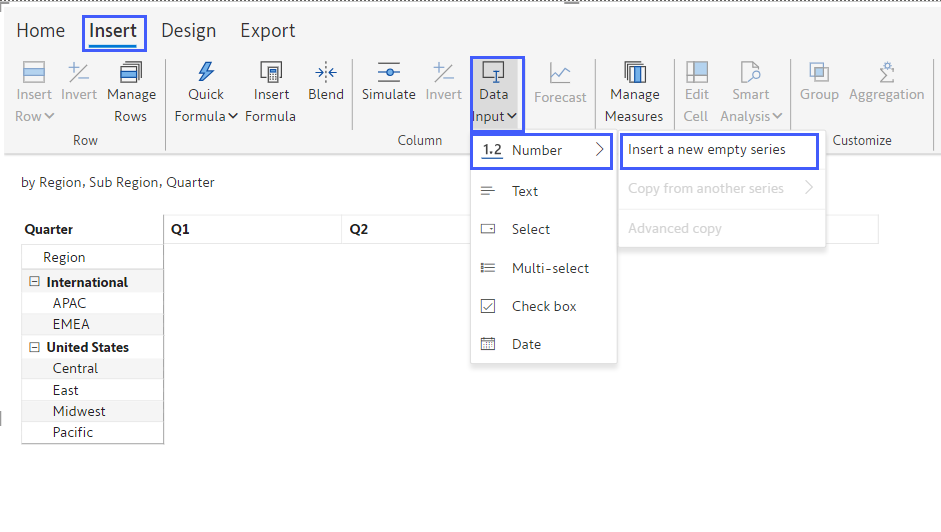 Home Insert Design Export
Insert Invert Manage Quick Insert Blend Simulate Invert Data Forecast Manage Edit Smart Group Aggregation
Row Rows Formula Formula Input Measures Cell Analysis
Row Column Customize
1.2 Number
Insert a new empty series
Text
Copy from another series
Select
Advanced copy
Multi-select
Check box
Date
by Region, Sub Region, Quarter
Quarter Q1 Q2
Region
International
APAC
EMEA
United States
Central
East
Midwest
Pacific